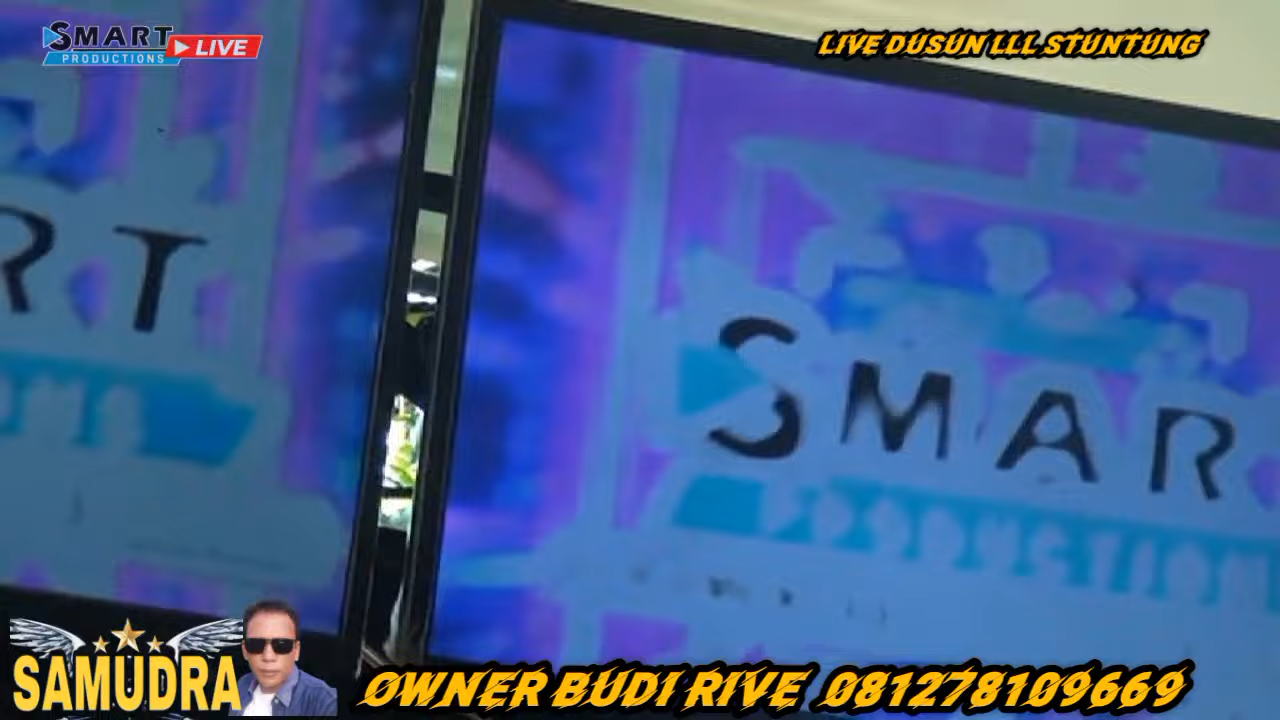 SMART
PRODUCTIONS
LIVE
LIVE DUSUN LLL STUNTUNG
RT
SMAR
SAMUDRA
OWNER BUDI RIVE 081278109669